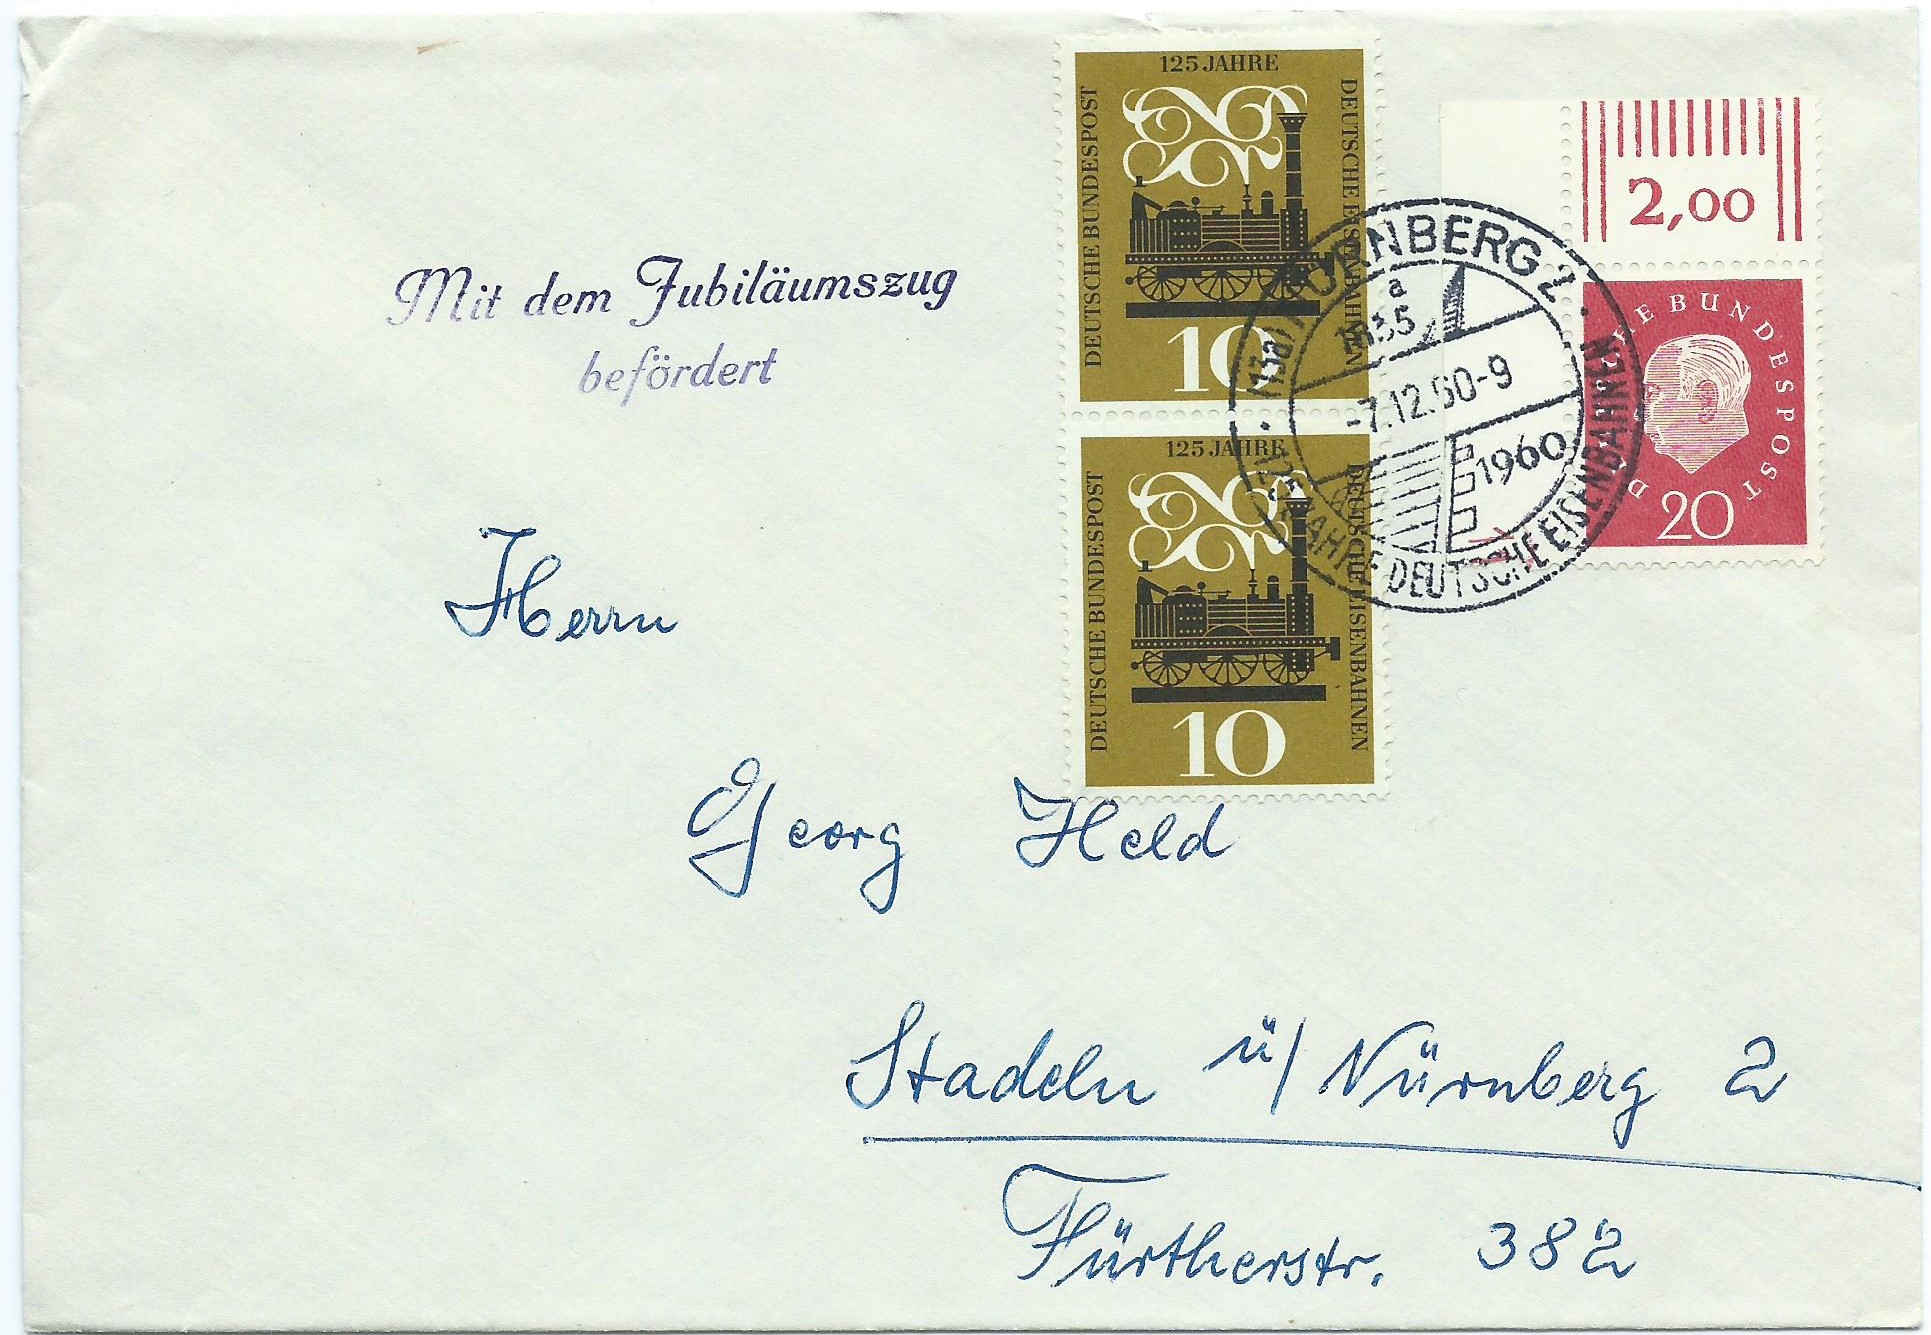 125 JAHRE
DEUTSCHE BUNDESPOST
DEUTSCHE EISENBAHNEN
10
125 JAHRE
DEUTSCHE BUNDESPOST
DEUTSCHE EISENBAHNEN
10
2,00
DEUTSCHE BUNDESPOST
20
(13a) NÜRNBERG 2
a
1835
-7.12.60-9
1960
125 JAHRE DEUTSCHE EISENBAHNEN
Mit dem Jubiläumszug
befördert
Herrn
Georg Held
Stadeln ü/Nürnberg 2
Fürtherstr. 382